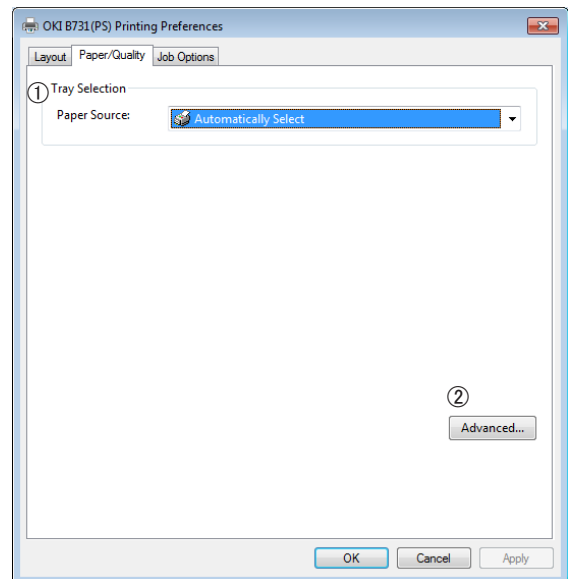 OKI B731(PS) Printing Preferences
Layout Paper/Quality Job Options
① Tray Selection
Paper Source: Automatically Select
②
Advanced...
OK Cancel Apply